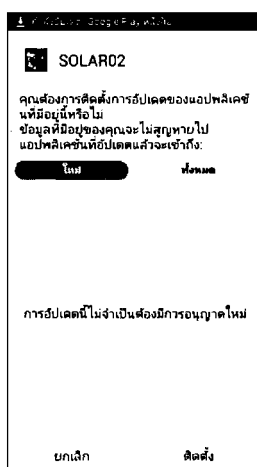 SOLAR02
คุณต้องการติดตั้งการอัปเดตของแอปพลิเคชั
นที่มีอยู่นี้หรือไม่
ข้อมูลที่มีอยู่ของคุณจะไม่สูญหายไป
แอปพลิเคชันที่อัปเดตแล้วจะเข้าถึง:
ใหม่ ทั้งหมด
การอัปเดตนี้ไม่จำเป็นต้องมีการอนุญาตใหม่
ยกเลิก ติดตั้ง